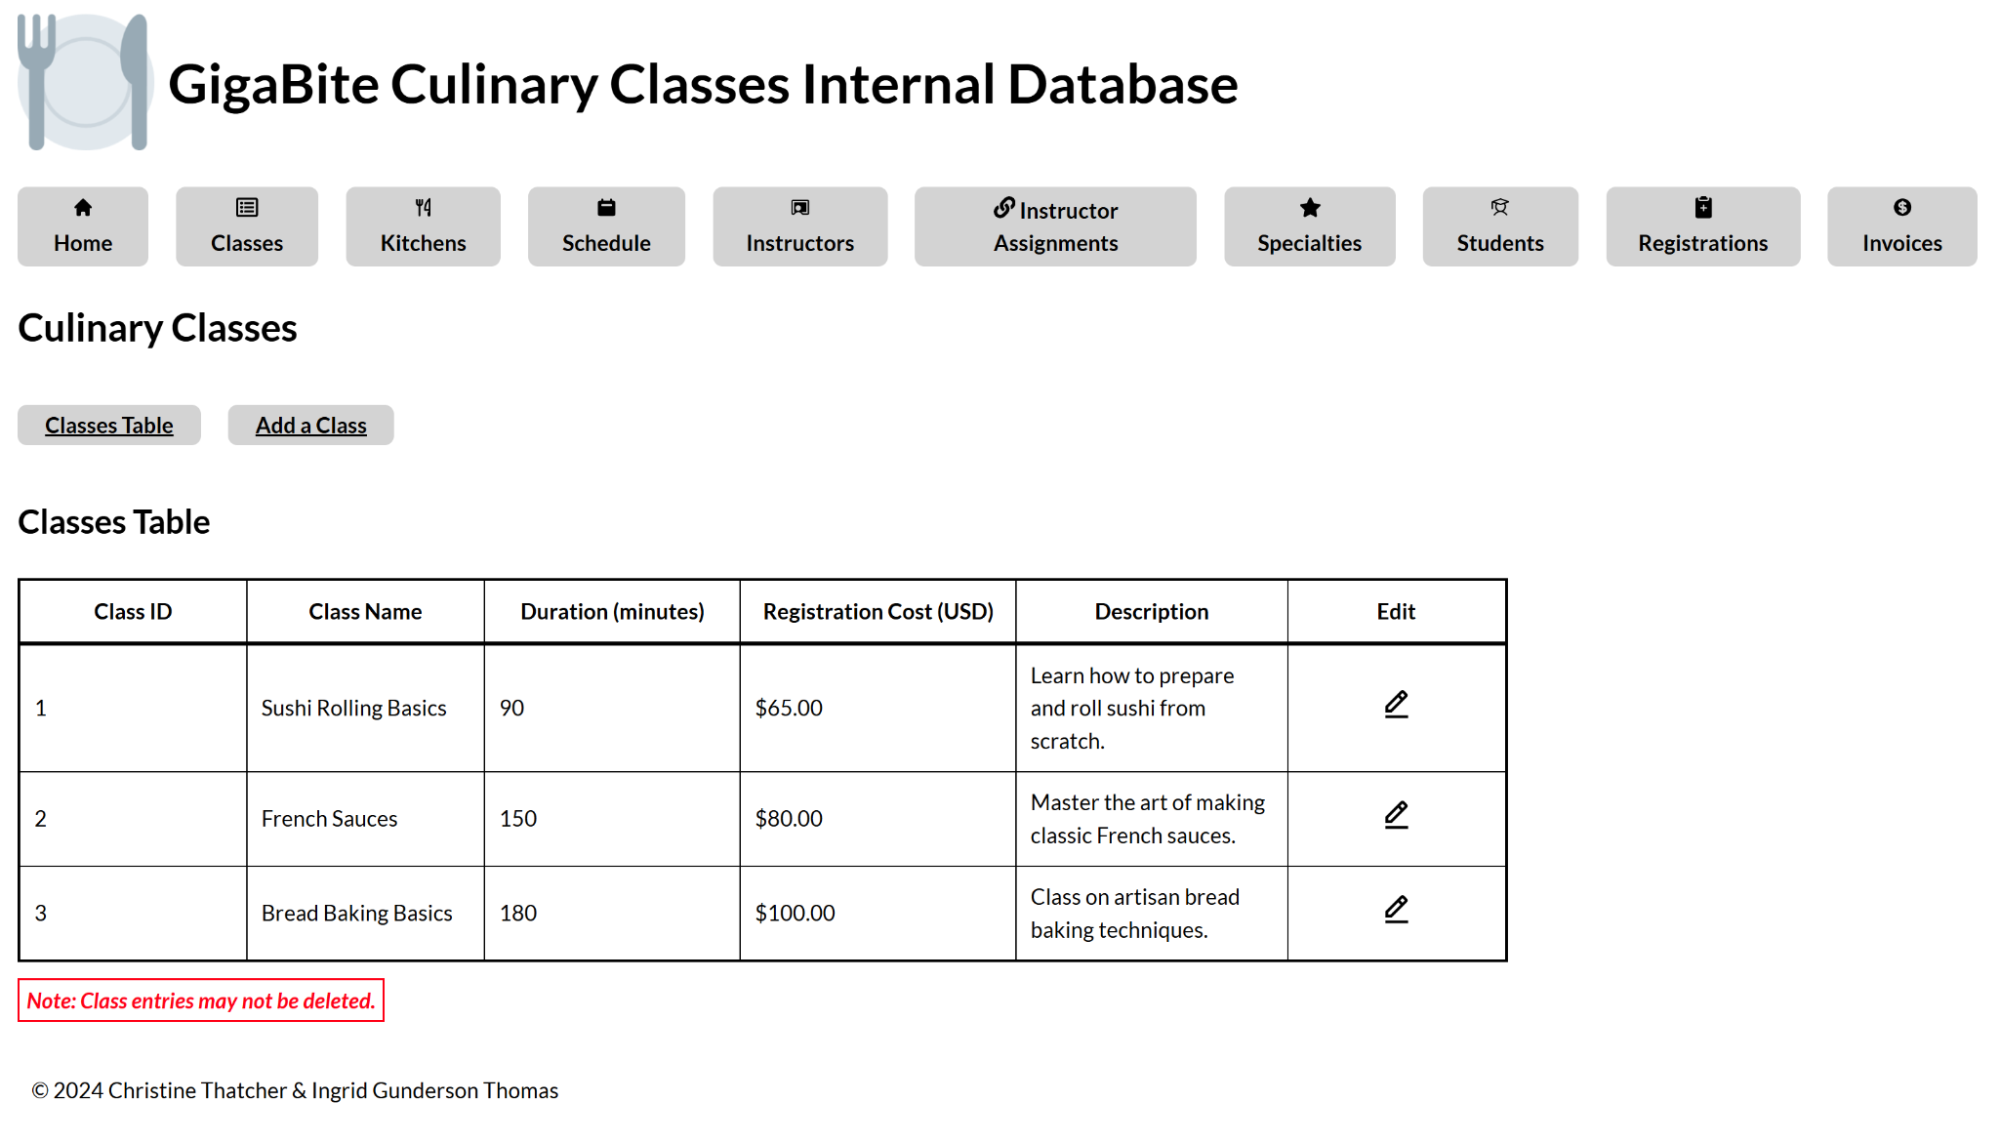 GigaBite Culinary Classes Internal Database
Home
Classes
Kitchens
Schedule
Instructors
Instructor
Assignments
Specialties
Students
Registrations
Invoices
Culinary Classes
Classes Table
Add a Class
Classes Table
Class ID
Class Name
Duration (minutes)
Registration Cost (USD)
Description
Edit
1
Sushi Rolling Basics
90
$65.00
Learn how to prepare
and roll sushi from
scratch.
2
French Sauces
150
$80.00
Master the art of making
classic French sauces.
3
Bread Baking Basics
180
$100.00
Class on artisan bread
baking techniques.
Note: Class entries may not be deleted.
© 2024 Christine Thatcher & Ingrid Gunderson Thomas